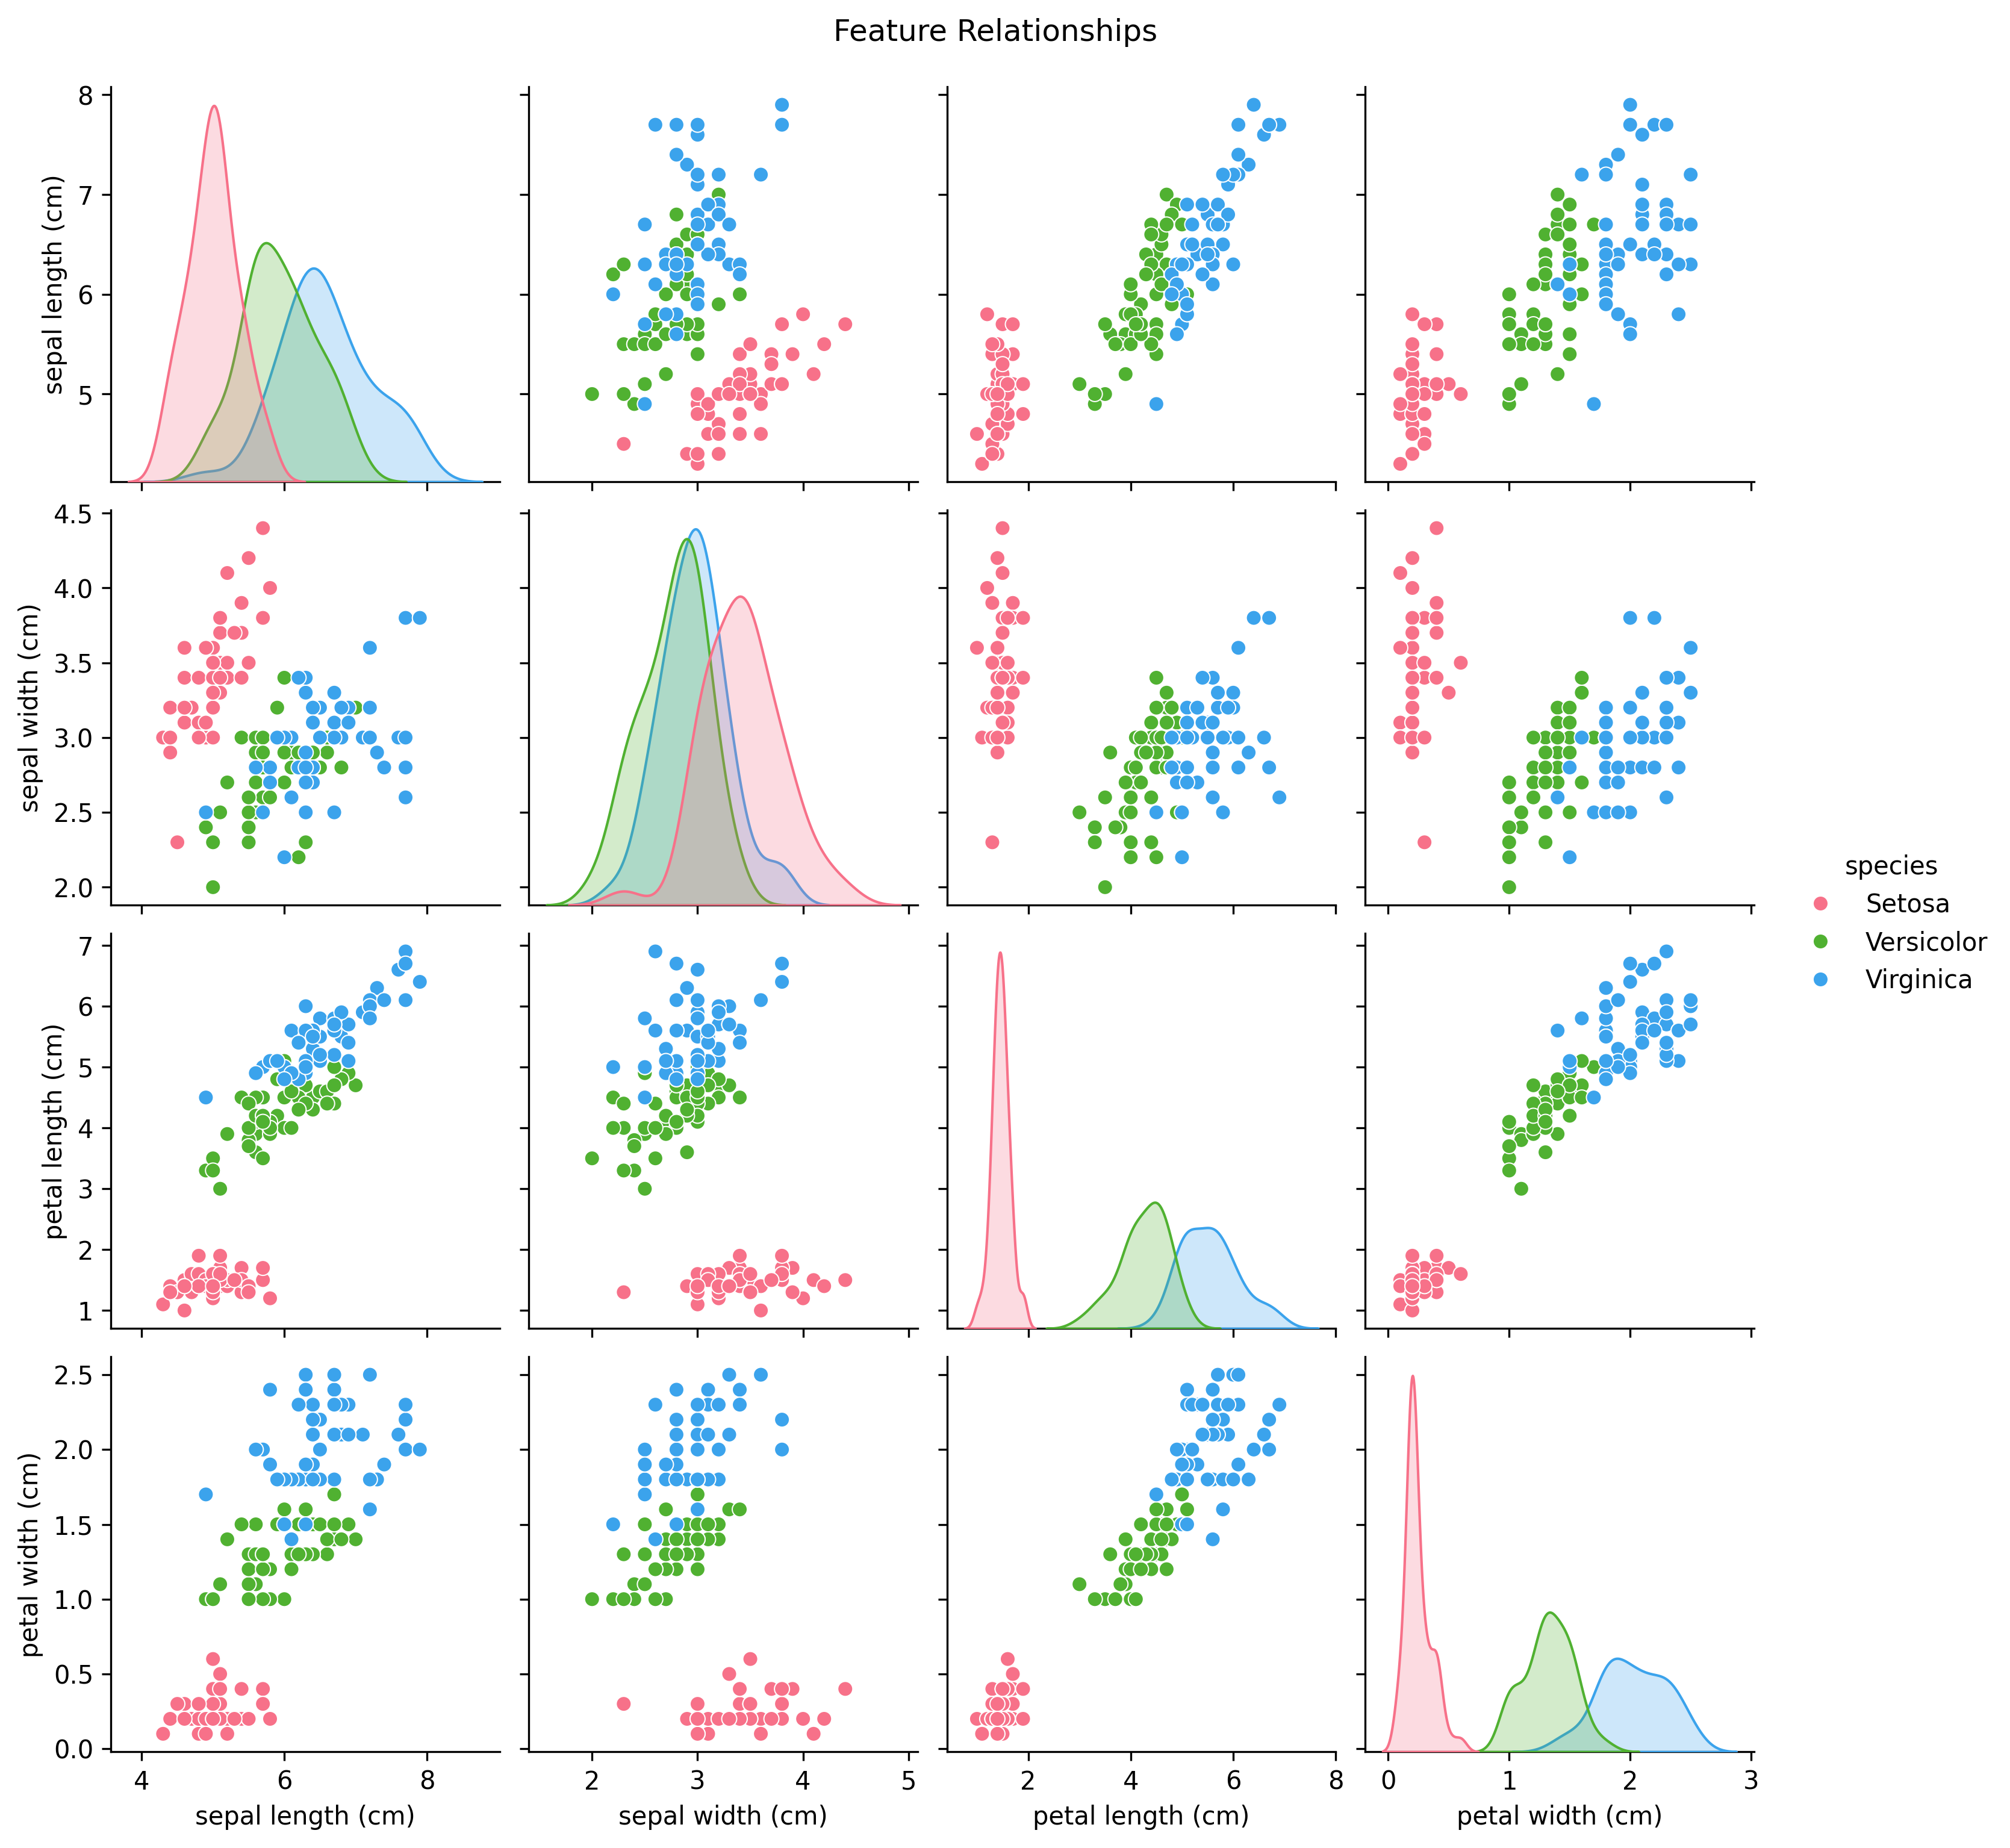 Feature Relationships
8
7
6
5
sepal length (cm)
4.5
4.0
3.5
3.0
2.5
2.0
sepal width (cm)
species
Setosa
Versicolor
Virginica
7
6
5
4
3
2
1
petal length (cm)
2.5
2.0
1.5
1.0
0.5
0.0
petal width (cm)
4 6 8
2 3 4 5
2 4 6 8
0 1 2 3
sepal length (cm)
sepal width (cm)
petal length (cm)
petal width (cm)